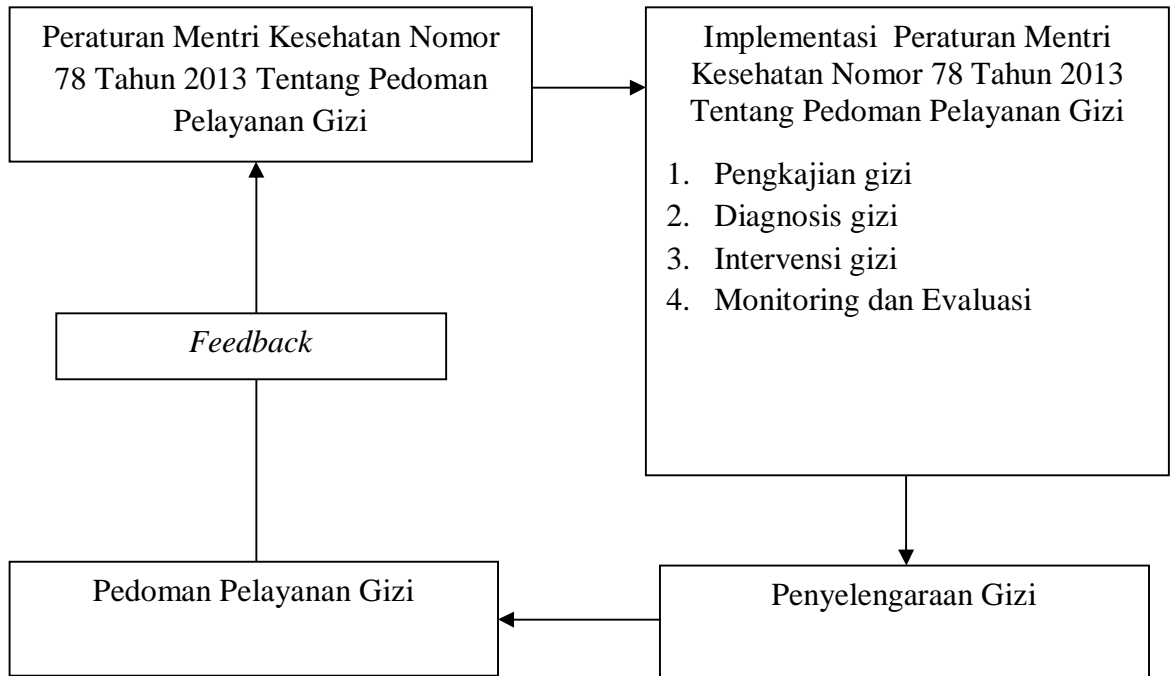 Peraturan Mentri Kesehatan Nomor
78 Tahun 2013 Tentang Pedoman
Pelayanan Gizi
Implementasi  Peraturan Mentri
Kesehatan Nomor 78 Tahun 2013
Tentang Pedoman Pelayanan Gizi
1. Pengkajian gizi
2. Diagnosis gizi
3. Intervensi gizi
4. Monitoring dan Evaluasi
Feedback
Pedoman Pelayanan Gizi
Penyelengaraan Gizi